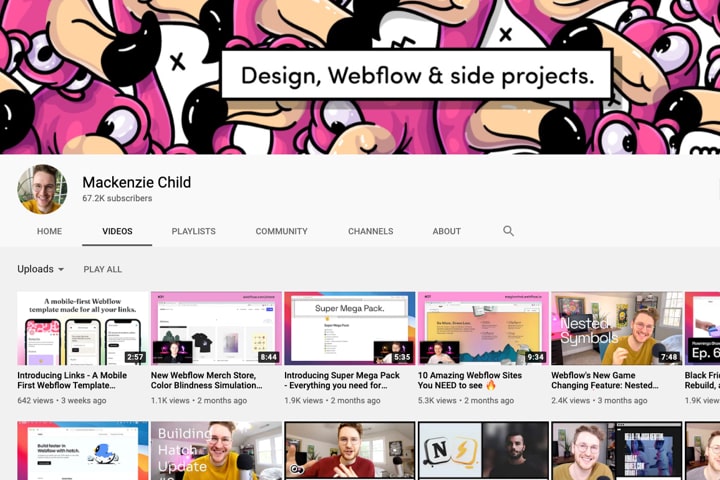 Design, Webflow & side projects.
Mackenzie Child
67.2K subscribers
HOME VIDEOS PLAYLISTS COMMUNITY CHANNELS ABOUT
Uploads PLAY ALL
A mobile-first Webflow
template made for all your links.
2:57
8:44
Super Mega Pack.
Super Mega Pack.
5:35
9:34
Nested
Symbols
7:48
Ep. 6
Introducing Links - A Mobile
First Webflow Template...
642 views • 3 weeks ago
New Webflow Merch Store,
Color Blindness Simulation...
1.1K views • 2 months ago
Introducing Super Mega Pack
- Everything you need for...
1.9K views • 2 months ago
10 Amazing Webflow Sites
YOU NEED to see 🔥
5.3K views • 2 months ago
Webflow's New Game
Changing Feature: Nested...
2.4K views • 3 months ago
Black Fri
Rebuild,
1.9K view
Build faster in
Webflow with hatch.
Building
Hatch
Update
N